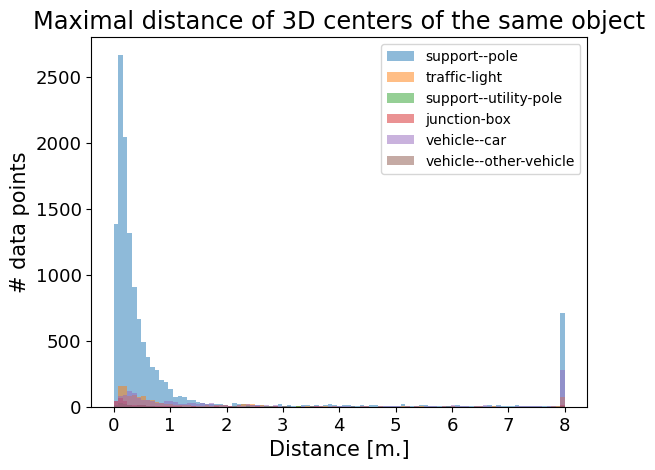 Maximal distance of 3D centers of the same object
support--pole
traffic-light
support--utility-pole
junction-box
vehicle--car
vehicle--other-vehicle
2500
2000
1500
1000
500
0
# data points
0 1 2 3 4 5 6 7 8
Distance [m.]